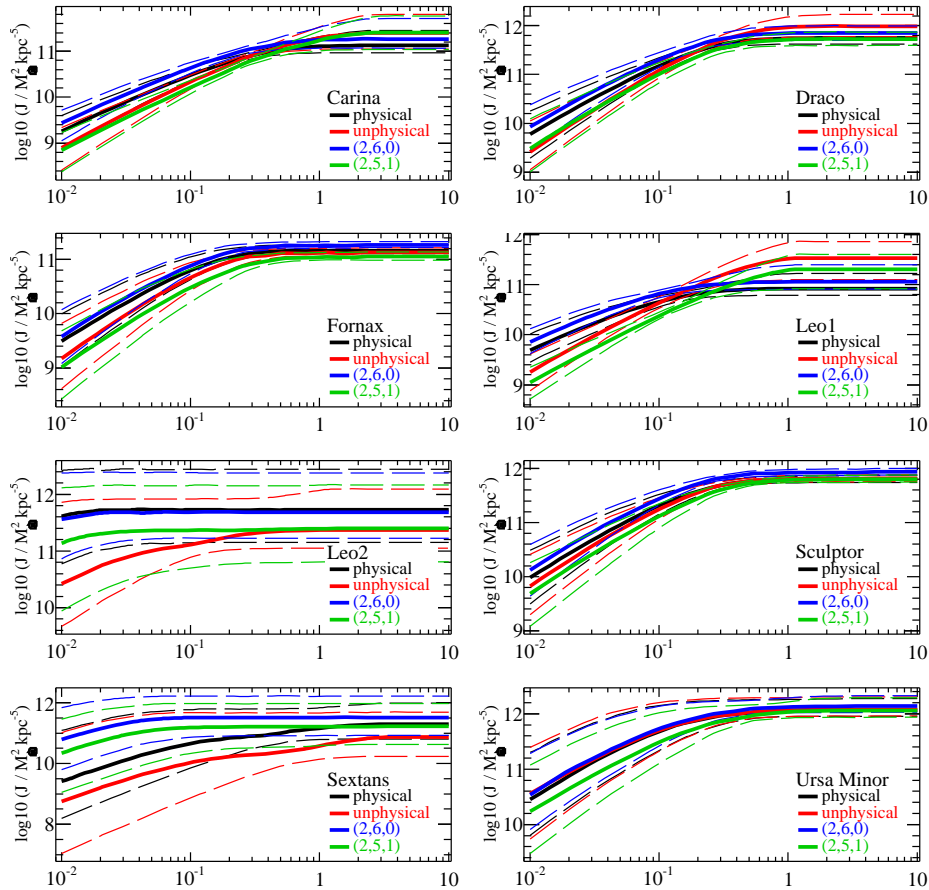 log10 (J / M² kpc⁻⁵)
11
10
9
Carina
physical
unphysical
(2,6,0)
(2,5,1)
10⁻² 10⁻¹ 1 10
log10 (J / M² kpc⁻⁵)
12
11
10
9
Draco
physical
unphysical
(2,6,0)
(2,5,1)
10⁻² 10⁻¹ 1 10
log10 (J / M² kpc⁻⁵)
11
10
9
Fornax
physical
unphysical
(2,6,0)
(2,5,1)
10⁻² 10⁻¹ 1 10
log10 (J / M² kpc⁻⁵)
12
11
10
9
Leo1
physical
unphysical
(2,6,0)
(2,5,1)
10⁻² 10⁻¹ 1 10
log10 (J / M² kpc⁻⁵)
12
11
10
Leo2
physical
unphysical
(2,6,0)
(2,5,1)
10⁻² 10⁻¹ 1 10
log10 (J / M² kpc⁻⁵)
12
11
10
9
Sculptor
physical
unphysical
(2,6,0)
(2,5,1)
10⁻² 10⁻¹ 1 10
log10 (J / M² kpc⁻⁵)
12
10
8
Sextans
physical
unphysical
(2,6,0)
(2,5,1)
10⁻² 10⁻¹ 1 10
log10 (J / M² kpc⁻⁵)
12
11
10
Ursa Minor
physical
unphysical
(2,6,0)
(2,5,1)
10⁻² 10⁻¹ 1 10